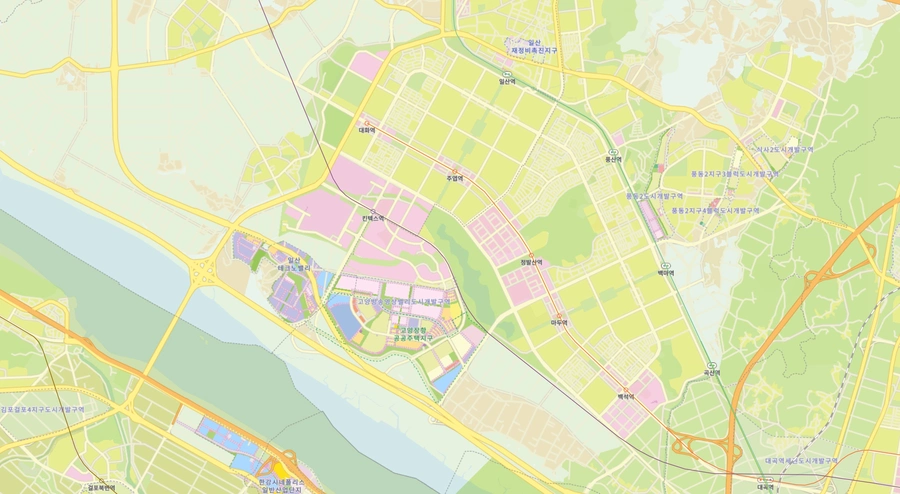 일산
재정비촉진지구
일산역
대화역
풍산역
식사2도시개발구역
풍동2지구3블럭도시개발구역
주엽역
풍동2도시개발구역
풍동2지구4블럭도시개발구역
킨텍스역
일산
테크노밸리
정발산역
백마역
고양방송영상밸리도시개발구역
마두역
고양장항
공공주택지구
곡산역
백석역
김포걸포4지구도시개발구역
대곡역세권도시개발구역
한강시네폴리스
일반산업단지
걸포북변역
대곡역